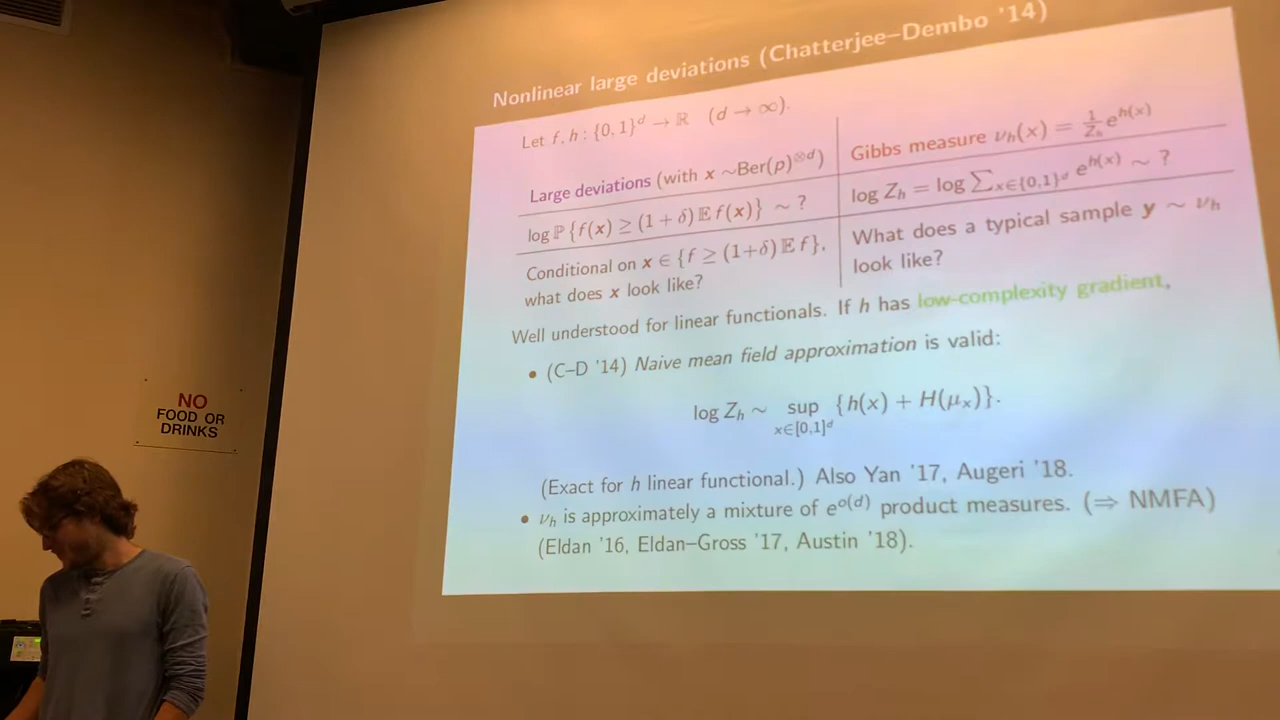 Nonlinear large deviations (Chatterjee–Dembo '14)
Let f, h : {0, 1}^d → ℝ (d → ∞).
Large deviations (with x ∼Ber(p)^{⊗d})
log ℙ {f(x) ≥ (1 + δ) 𝔼 f(x)} ∼ ?
Conditional on x ∈ {f ≥ (1+δ) 𝔼 f},
what does x look like?
Gibbs measure ν_h(x) = 1/Z_h e^{h(x)}
log Z_h = log ∑_{x∈{0,1}^d} e^{h(x)} ∼ ?
What does a typical sample y ∼ ν_h
look like?
Well understood for linear functionals. If h has low-complexity gradient,
• (C–D '14) Naive mean field approximation is valid:
log Z_h ∼ sup_{x∈[0,1]^d} {h(x) + H(μ_x)}.
(Exact for h linear functional.) Also Yan '17, Augeri '18.
• ν_h is approximately a mixture of e^{o(d)} product measures. (⇒ NMFA)
(Eldan '16, Eldan–Gross '17, Austin '18).
NO
FOOD OR
DRINKS